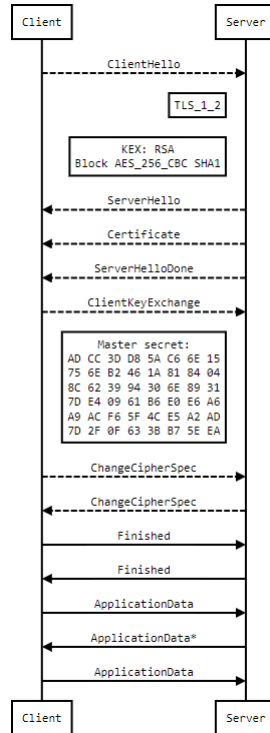 Client Server
ClientHello
TLS_1_2
KEX: RSA
Block AES_256_CBC SHA1
ServerHello
Certificate
ServerHelloDone
ClientKeyExchange
Master secret:
AD CC 3D D8 5A C6 6E 15
75 6E B2 46 1A 81 84 04
8C 62 39 94 30 6E 89 31
7D E4 09 61 B6 E0 E6 A6
A9 AC F6 5F 4C E5 A2 AD
7D 2F 0F 63 3B B7 5E EA
ChangeCipherSpec
ChangeCipherSpec
Finished
Finished
ApplicationData
ApplicationData*
ApplicationData
Client Server